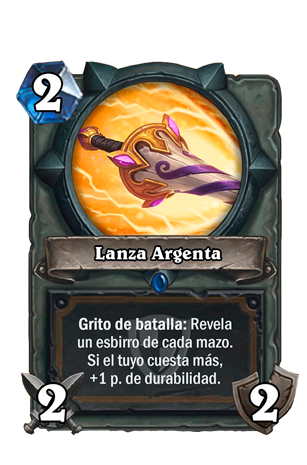 2
Lanza Argenta
Grito de batalla: Revela
un esbirro de cada mazo.
Si el tuyo cuesta más,
+1 p. de durabilidad.
2
2